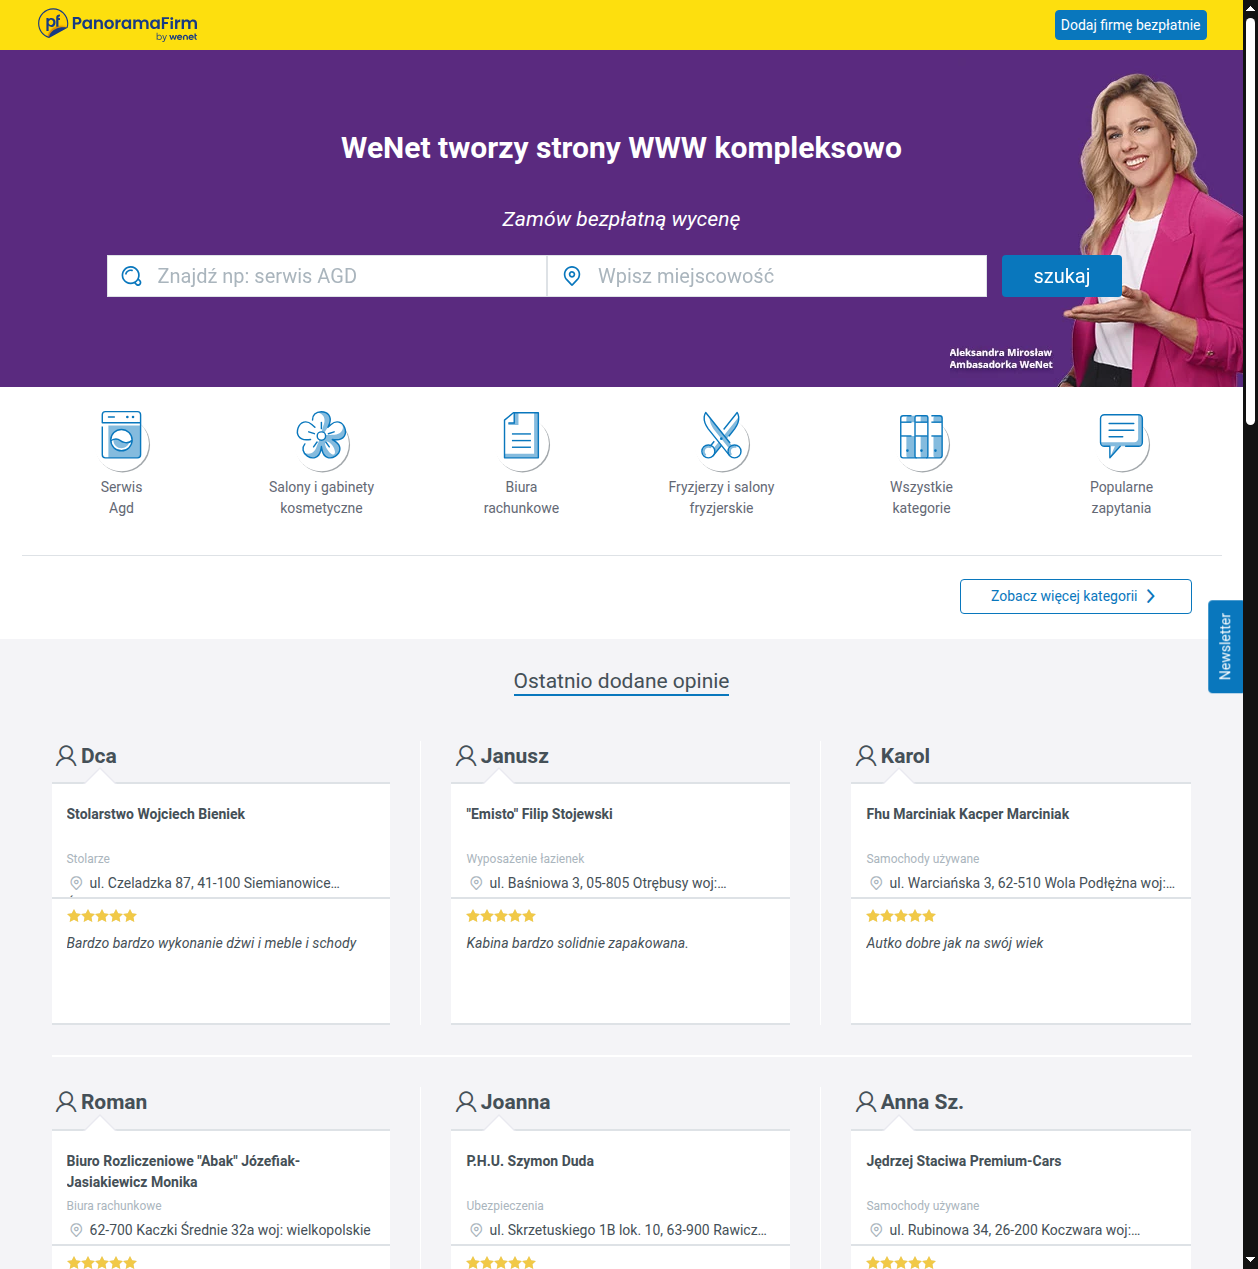 pf PanoramaFirm
by wenet
Dodaj firmę bezpłatnie
WeNet tworzy strony WWW kompleksowo
Zamów bezpłatną wycenę
Znajdź np: serwis AGD
Wpisz miejscowość
szukaj
Aleksandra Mirosław
Ambasadorka WeNet
Serwis
Agd
Salony i gabinety
kosmetyczne
Biura
rachunkowe
Fryzjerzy i salony
fryzjerskie
Wszystkie
kategorie
Popularne
zapytania
Zobacz więcej kategorii
Newsletter
Ostatnio dodane opinie
Dca
Stolarstwo Wojciech Bieniek
Stolarze
ul. Czeladzka 87, 41-100 Siemianowice...
Bardzo bardzo wykonanie dżwi i meble i schody
Janusz
"Emisto" Filip Stojewski
Wyposażenie łazienek
ul. Baśniowa 3, 05-805 Otrębusy woj:...
Kabina bardzo solidnie zapakowana.
Karol
Fhu Marciniak Kacper Marciniak
Samochody używane
ul. Warciańska 3, 62-510 Wola Podłężna woj:...
Autko dobre jak na swój wiek
Roman
Biuro Rozliczeniowe "Abak" Józefiak-
Jasiakiewicz Monika
Biura rachunkowe
62-700 Kaczki Średnie 32a woj: wielkopolskie
Joanna
P.H.U. Szymon Duda
Ubezpieczenia
ul. Skrzetuskiego 1B lok. 10, 63-900 Rawicz...
Anna Sz.
Jędrzej Staciwa Premium-Cars
Samochody używane
ul. Rubinowa 34, 26-200 Koczwara woj:...